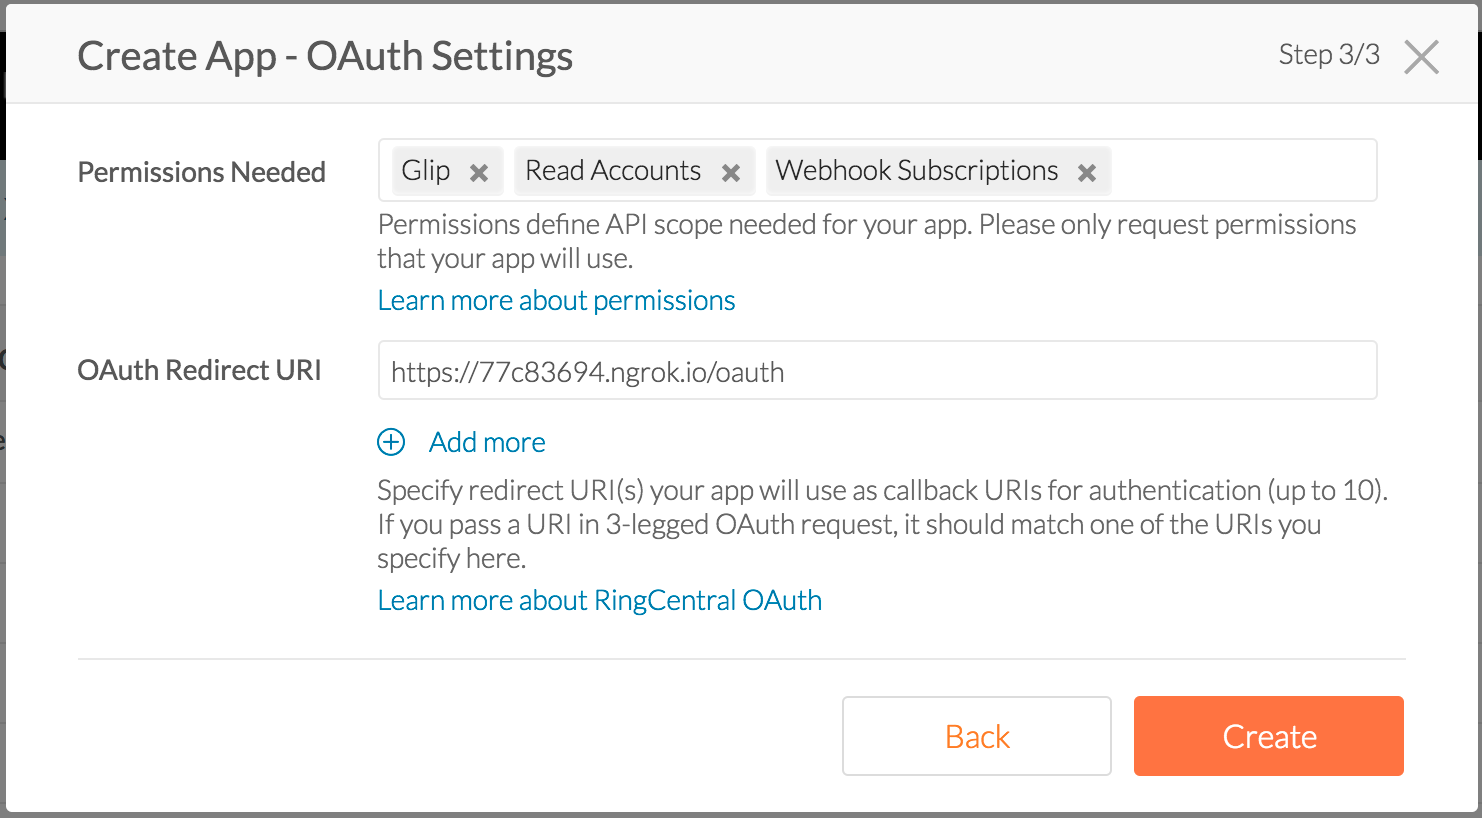 Create App - OAuth Settings
Step 3/3
Permissions Needed
Glip
Read Accounts
Webhook Subscriptions
Permissions define API scope needed for your app. Please only request permissions
that your app will use.
Learn more about permissions
OAuth Redirect URI
https://77c83694.ngrok.io/oauth
Add more
Specify redirect URI(s) your app will use as callback URIs for authentication (up to 10).
If you pass a URI in 3-legged OAuth request, it should match one of the URIs you
specify here.
Learn more about RingCentral OAuth
Back
Create